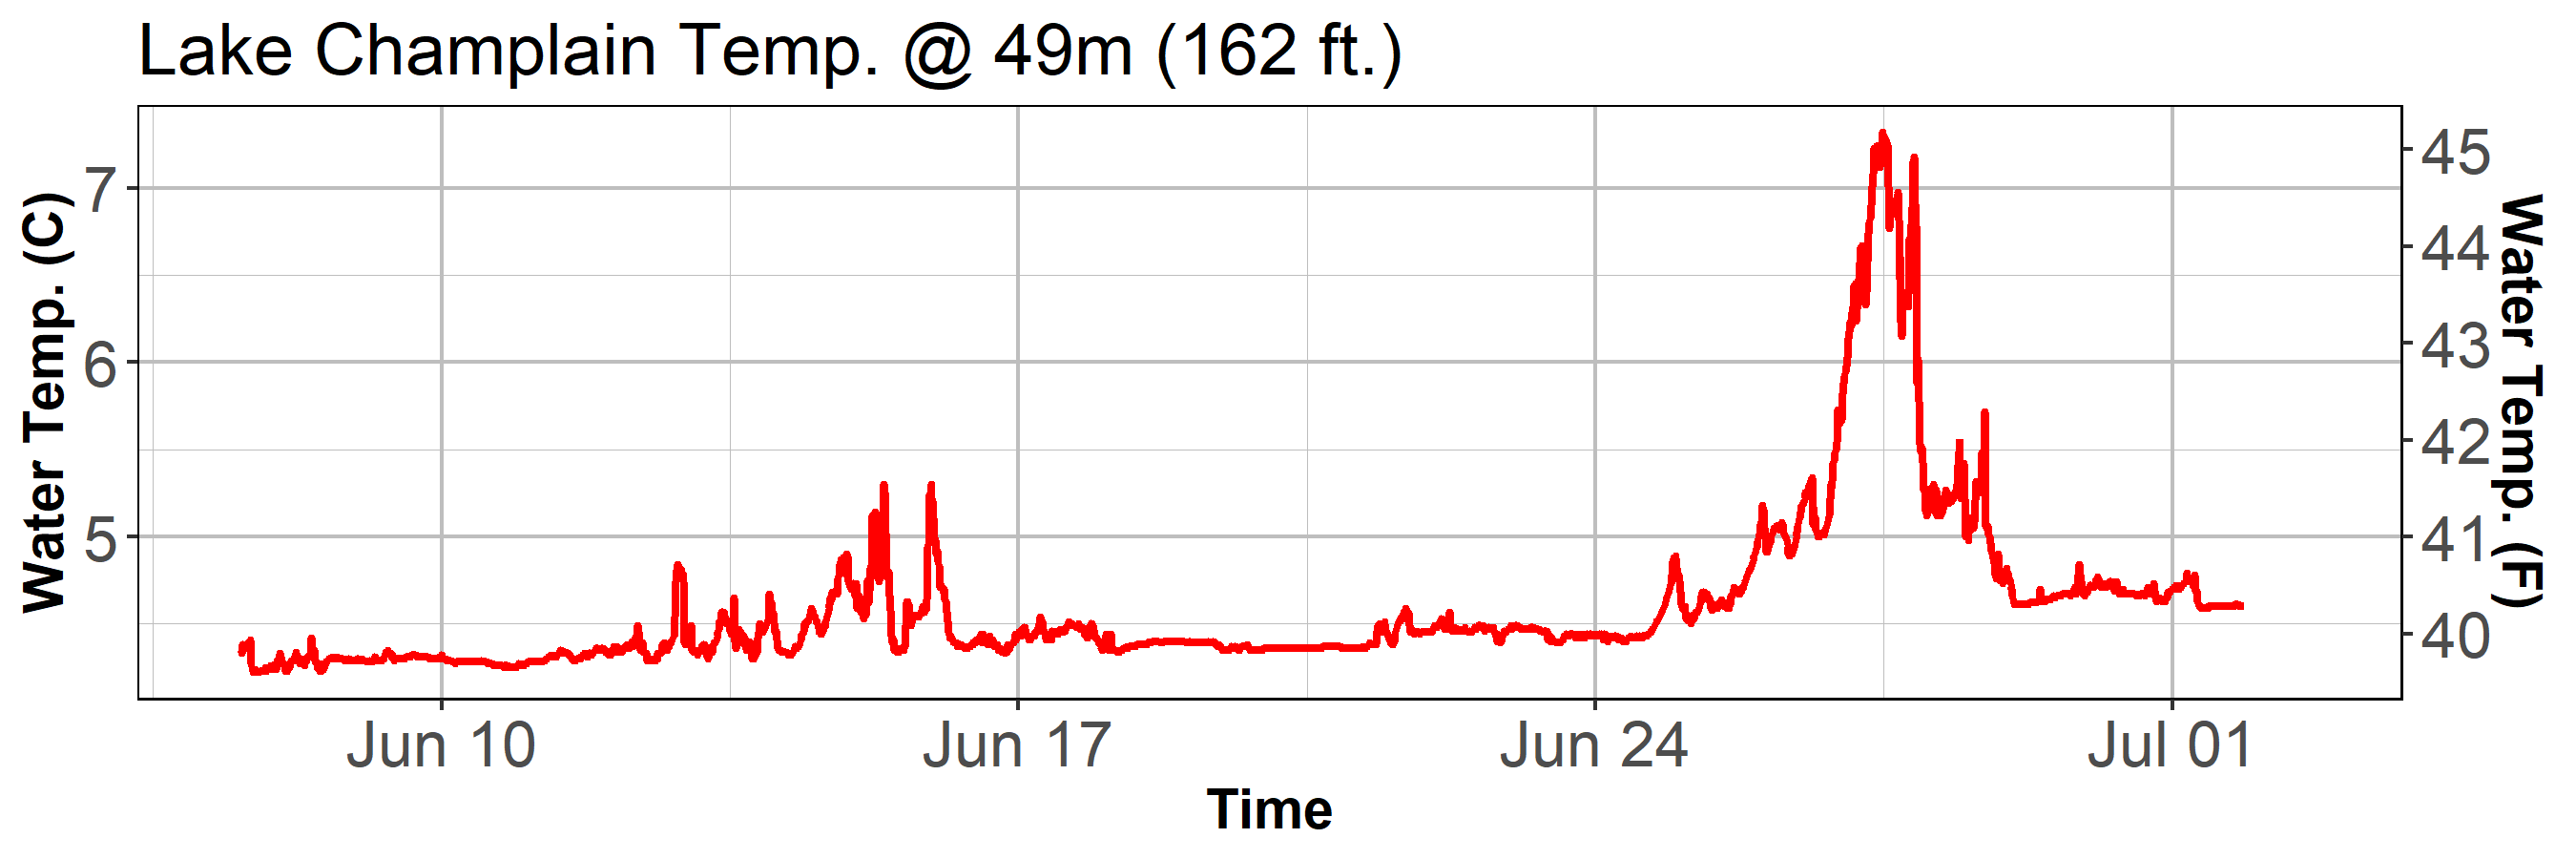 Lake Champlain Temp. @ 49m (162 ft.)
Water Temp. (C)
7
6
5
45
44
43
42
41
40
Water Temp. (F)
Jun 10 Jun 17 Jun 24 Jul 01
Time